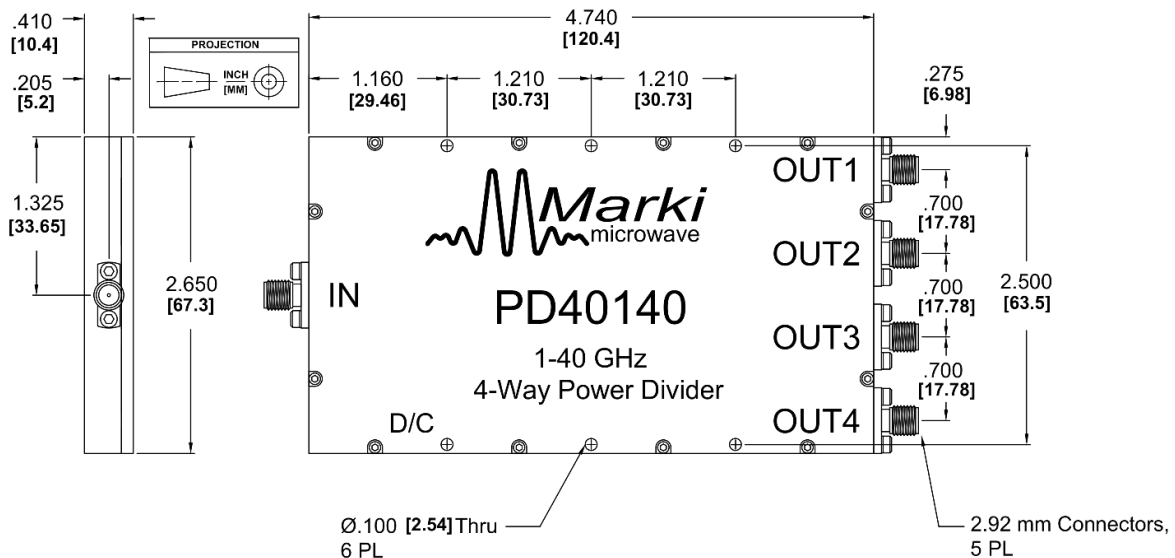 .410
[10.4]
4.740
[120.4]
PROJECTION
INCH
[MM]
.205
[5.2]
1.160
[29.46]
1.210
[30.73]
1.210
[30.73]
.275
[6.98]
OUT1
1.325
[33.65]
Marki
microwave
.700
[17.78]
OUT2
2.650
[67.3]
IN
PD40140
.700
[17.78]
2.500
[63.5]
OUT3
1-40 GHz
4-Way Power Divider
.700
[17.78]
D/C
OUT4
Ø.100 [2.54] Thru
6 PL
2.92 mm Connectors,
5 PL